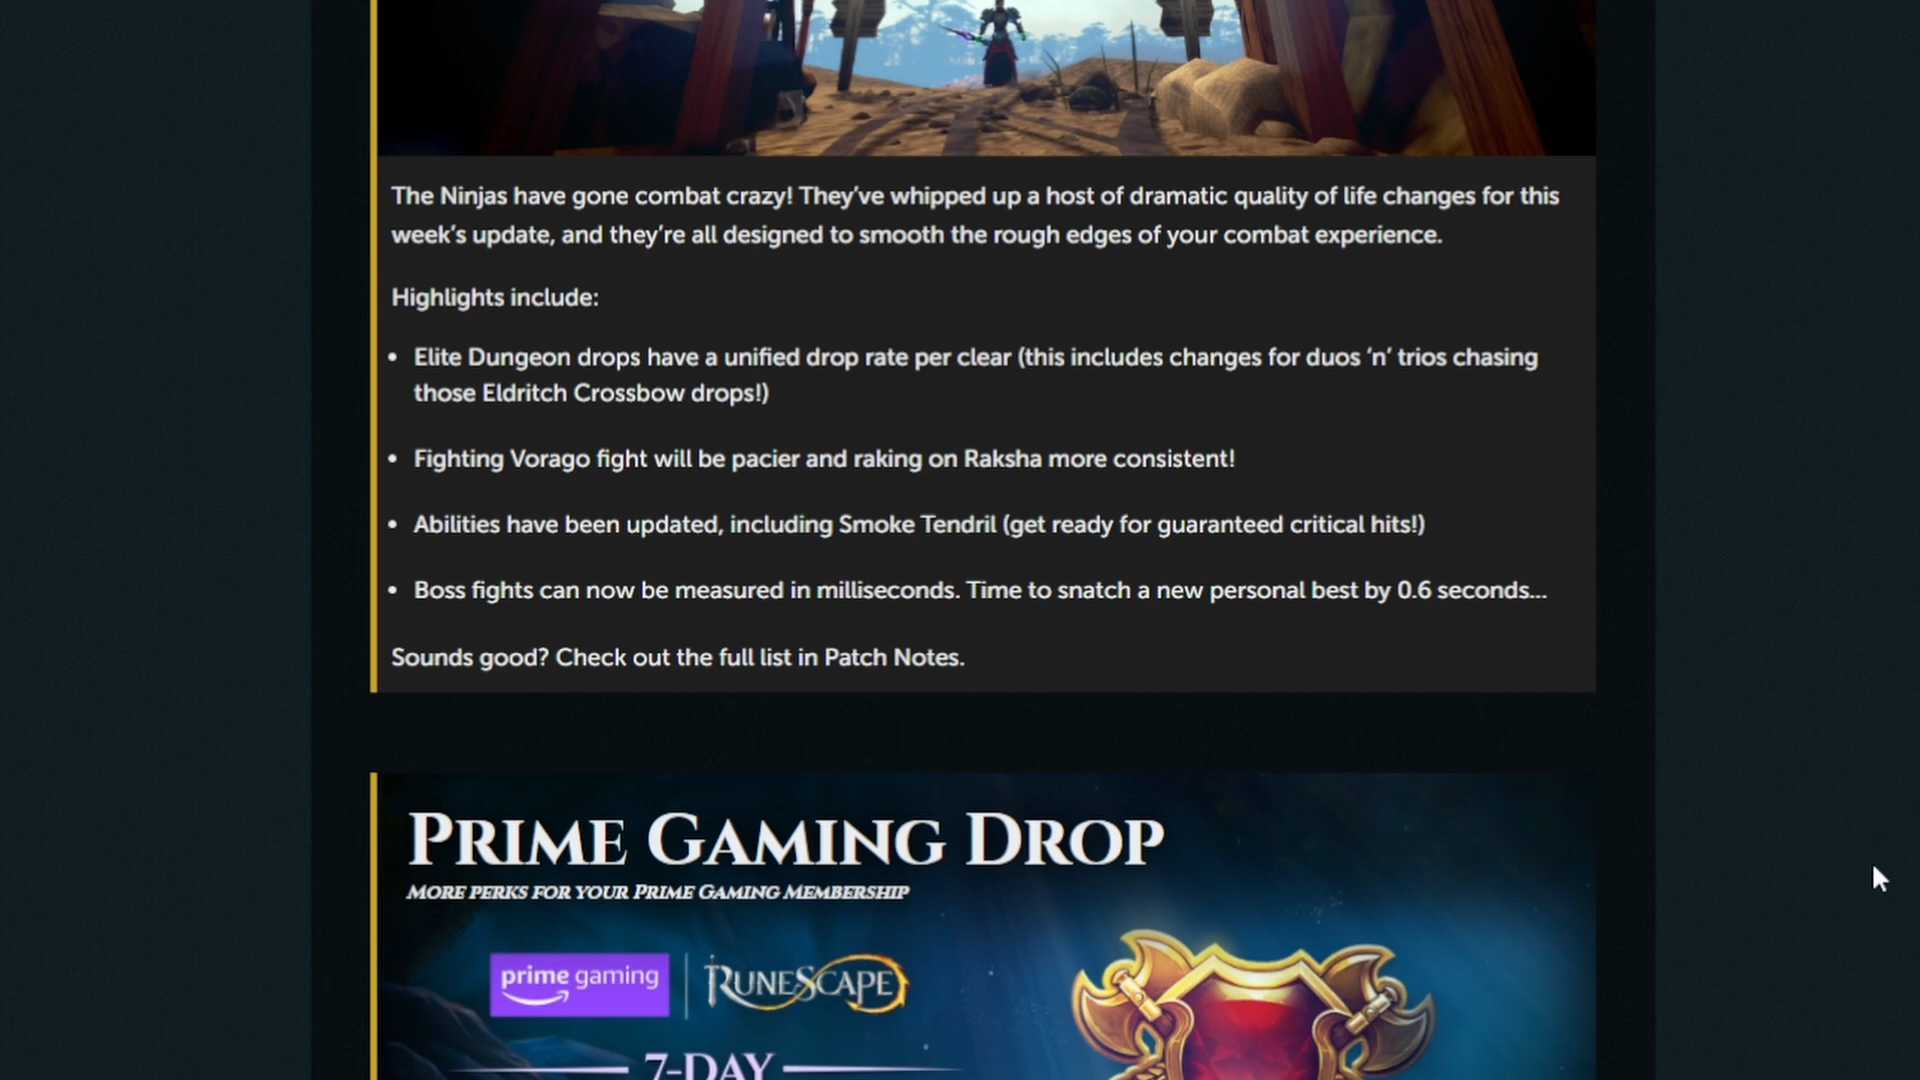 The Ninjas have gone combat crazy! They’ve whipped up a host of dramatic quality of life changes for this
week’s update, and they’re all designed to smooth the rough edges of your combat experience.
Highlights include:
• Elite Dungeon drops have a unified drop rate per clear (this includes changes for duos ‘n’ trios chasing
those Eldritch Crossbow drops!)
• Fighting Vorago fight will be pacier and raking on Raksha more consistent!
• Abilities have been updated, including Smoke Tendril (get ready for guaranteed critical hits!)
• Boss fights can now be measured in milliseconds. Time to snatch a new personal best by 0.6 seconds...
Sounds good? Check out the full list in Patch Notes.
PRIME GAMING DROP
MORE PERKS FOR YOUR PRIME GAMING MEMBERSHIP
prime gaming | RUNESCAPE
7-DAY